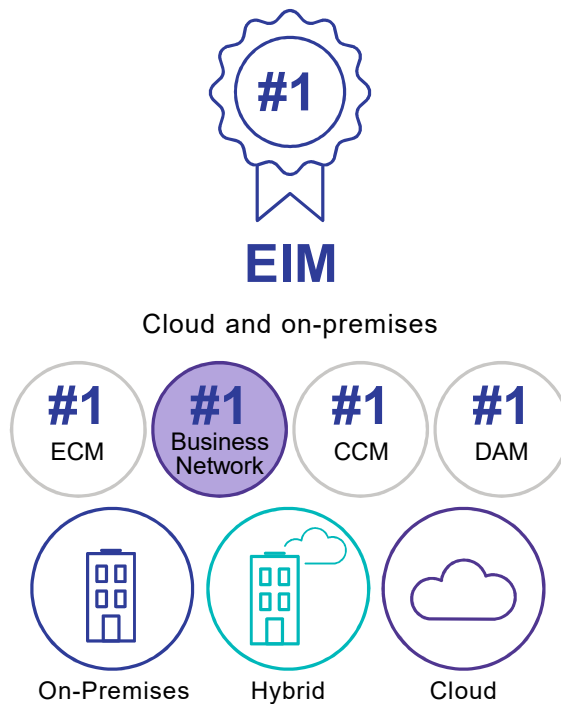 #1
EIM
Cloud and on-premises
#1
ECM
#1
Business
Network
#1
CCM
#1
DAM
On-Premises
Hybrid
Cloud